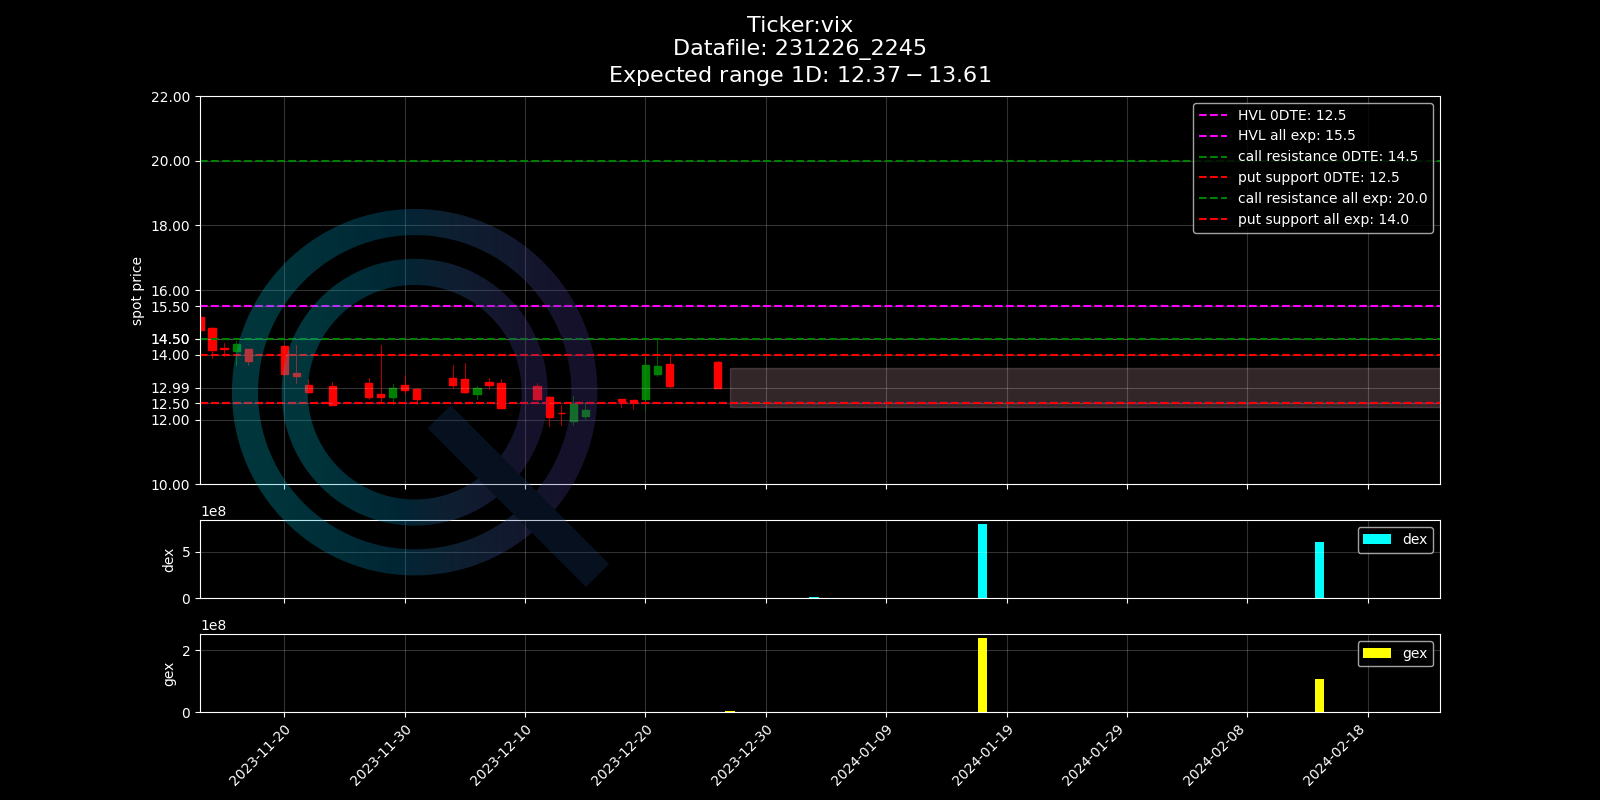 Ticker:vix
Datafile: 231226_2245
Expected range 1D: 12.37 − 13.61
22.00
20.00
18.00
16.00
15.50
14.50
14.00
12.99
12.50
12.00
10.00
spot price
HVL 0DTE: 12.5
HVL all exp: 15.5
call resistance 0DTE: 14.5
put support 0DTE: 12.5
call resistance all exp: 20.0
put support all exp: 14.0
1e8
5
0
dex
dex
1e8
2
0
gex
gex
2023-11-20
2023-11-30
2023-12-10
2023-12-20
2023-12-30
2024-01-09
2024-01-19
2024-01-29
2024-02-08
2024-02-18